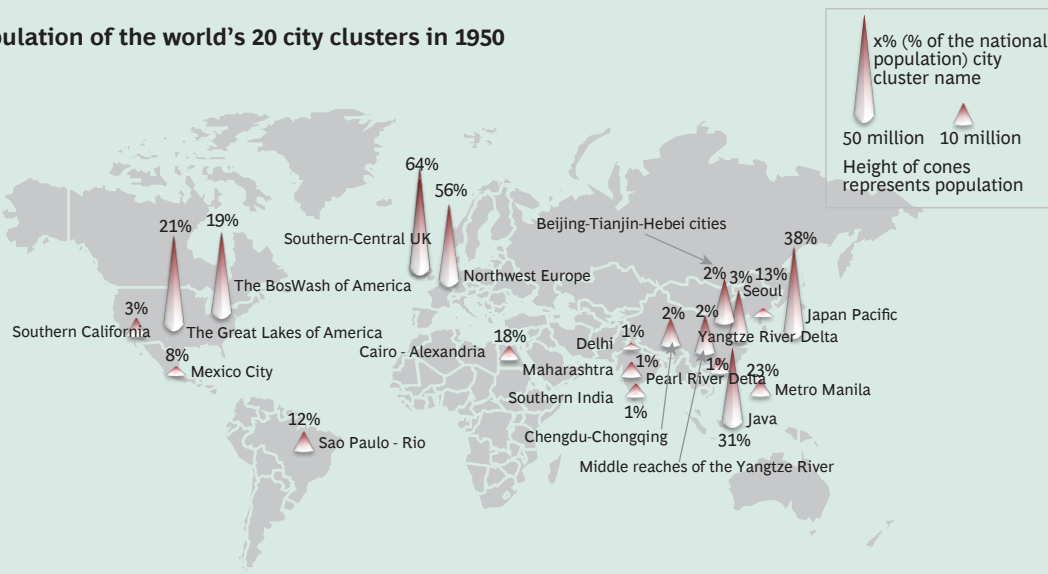 pulation of the world's 20 city clusters in 1950
x% (% of the national
population) city
cluster name
50 million 10 million
Height of cones
represents population
64%
56%
Beijing-Tianjin-Hebei cities
21%
19%
Southern-Central UK
38%
Northwest Europe
2%
3%
13%
Seoul
The BosWash of America
3%
Southern California
The Great Lakes of America
2%
2%
Japan Pacific
18%
Cairo - Alexandria
Delhi
1%
Yangtze River Delta
8%
Mexico City
Maharashtra
1%
Pearl River Delta
1%
23%
Metro Manila
Southern India
1%
12%
Sao Paulo - Rio
Chengdu-Chongqing
Java
31%
Middle reaches of the Yangtze River